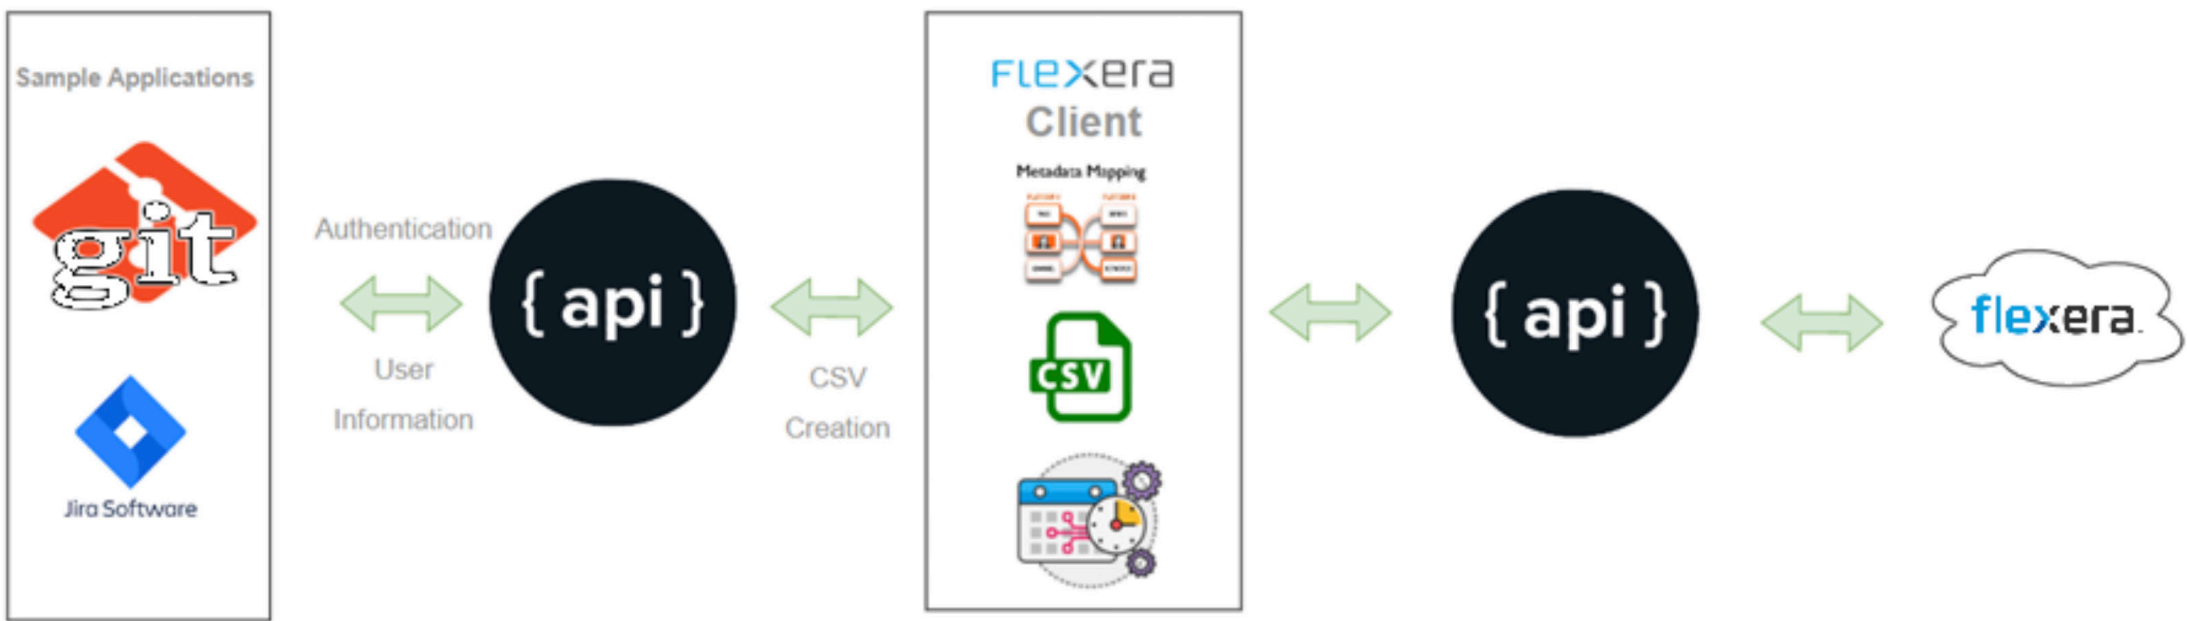 Sample Applications
git
Jira Software
Authentication
User
Information
{ api }
CSV
Creation
FLEXera
Client
Metadata Mapping
CSV
{ api }
flexera